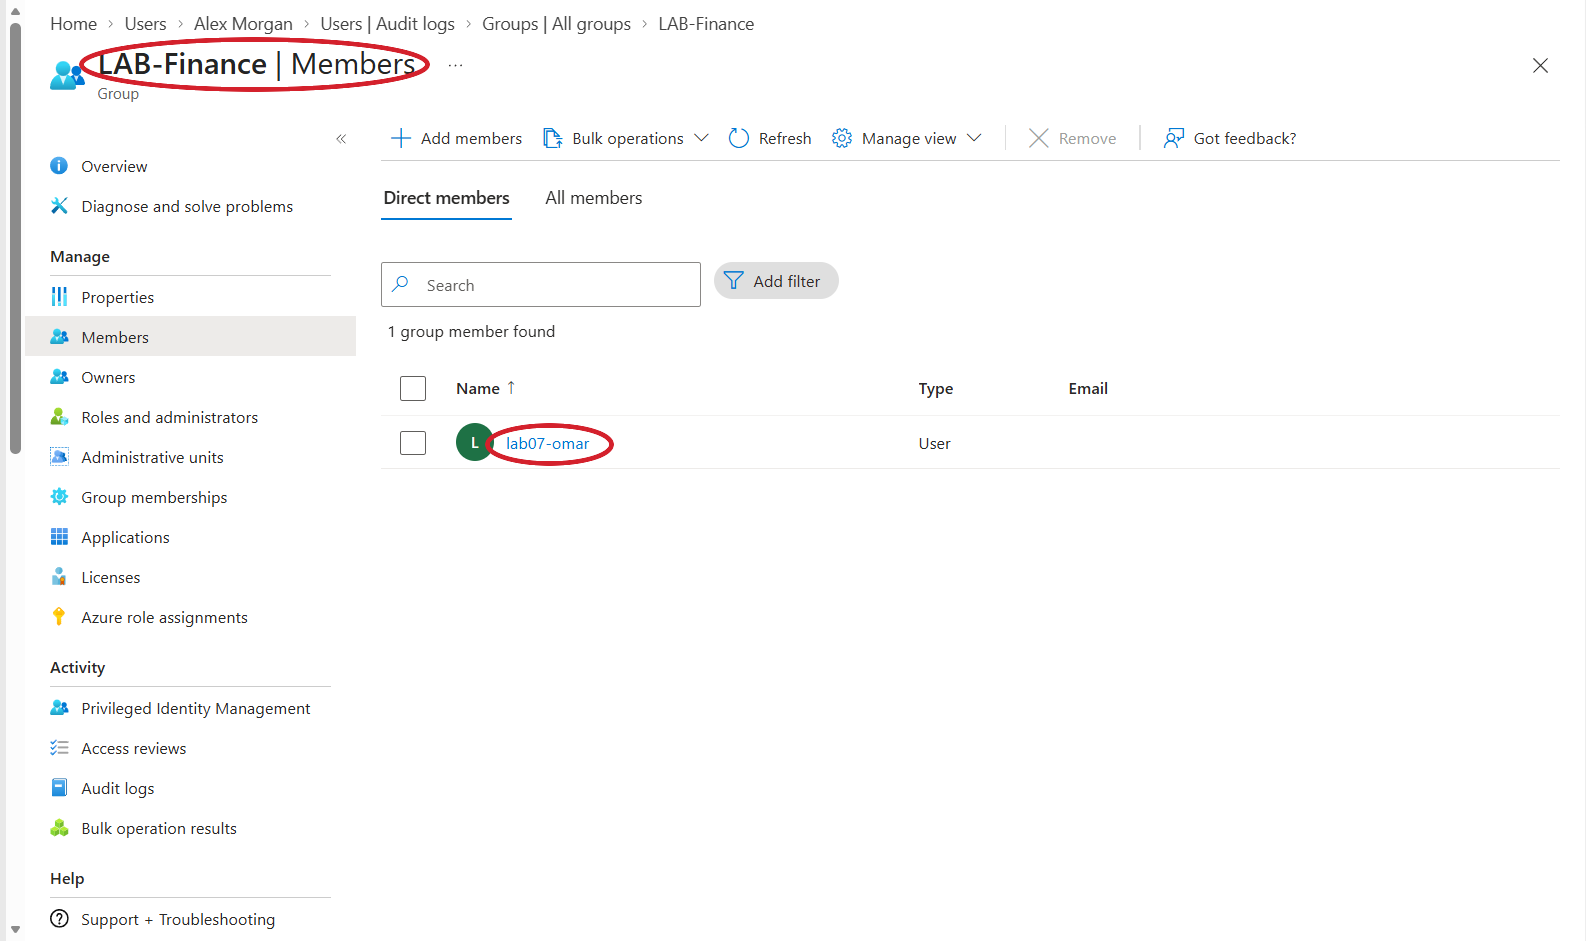 Home > Users > Alex Morgan > Users | Audit logs > Groups | All groups > LAB-Finance
LAB-Finance | Members ...
Group
«
Overview
Diagnose and solve problems
Manage
Properties
Members
Owners
Roles and administrators
Administrative units
Group memberships
Applications
Licenses
Azure role assignments
Activity
Privileged Identity Management
Access reviews
Audit logs
Bulk operation results
Help
Support + Troubleshooting
Add members Bulk operations Refresh Manage view Remove Got feedback?
Direct members All members
Search Add filter
1 group member found
Name ↑ Type Email
L lab07-omar User